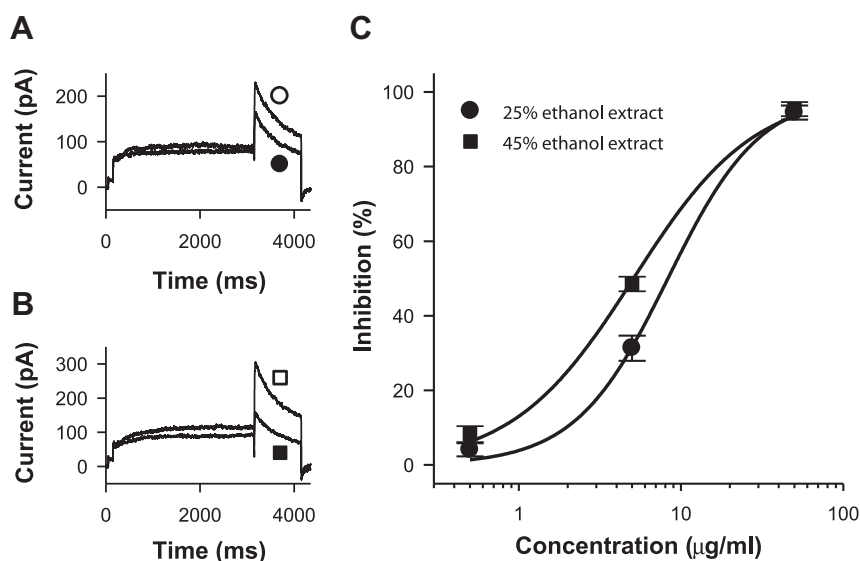 A
Current (pA)
200
100
0
0 2000 4000
Time (ms)
B
Current (pA)
300
200
100
0
0 2000 4000
Time (ms)
C
Inhibition (%)
100
80
60
40
20
0
25% ethanol extract
45% ethanol extract
1 10 100
Concentration (μg/ml)